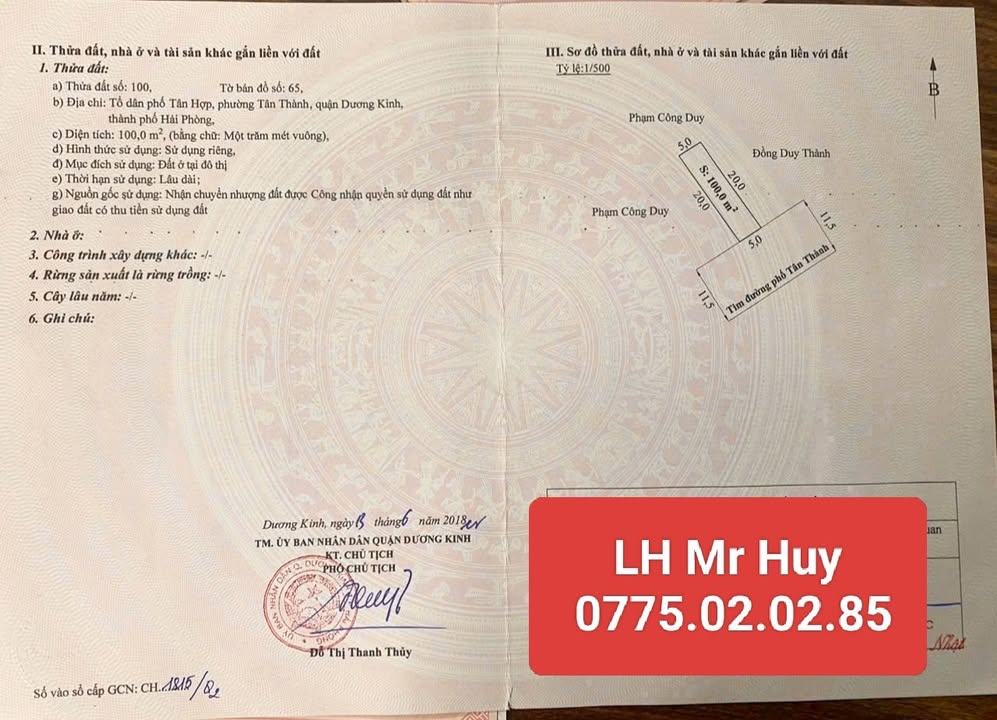 II. Thửa đất, nhà ở và tài sản khác gắn liền với đất
1. Thửa đất:
a) Thửa đất số: 100, Tờ bản đồ số: 65,
b) Địa chỉ: Tổ dân phố Tân Hợp, phường Tân Thành, quận Dương Kinh,
thành phố Hải Phòng,
c) Diện tích: 100,0 m², (bằng chữ: Một trăm mét vuông),
d) Hình thức sử dụng: Sử dụng riêng,
đ) Mục đích sử dụng: Đất ở tại đô thị
e) Thời hạn sử dụng: Lâu dài;
g) Nguồn gốc sử dụng: Nhận chuyển nhượng đất được Công nhận quyền sử dụng đất như
giao đất có thu tiền sử dụng đất
2. Nhà ở:
3. Công trình xây dựng khác: -/-
4. Rừng sản xuất là rừng trồng: -/-
5. Cây lâu năm: -/-
6. Ghi chú:
Dương Kinh, ngày 13 tháng 6 năm 2018
TM. ỦY BAN NHÂN DÂN QUẬN DƯƠNG KINH
KT. CHỦ TỊCH
PHÓ CHỦ TỊCH
Đỗ Thị Thanh Thủy
Số vào sổ cấp GCN: CH.1815/
III. Sơ đồ thửa đất, nhà ở và tài sản khác gắn liền với đất
Tỷ lệ:1/500
B
Phạm Công Duy
5,0
Đồng Duy Thành
S: 100,0 m²
20,0
20,0
Phạm Công Duy
5,0
11,5
11,5
Tim đường phố Tân Thành
LH Mr Huy
0775.02.02.85
Nhạn